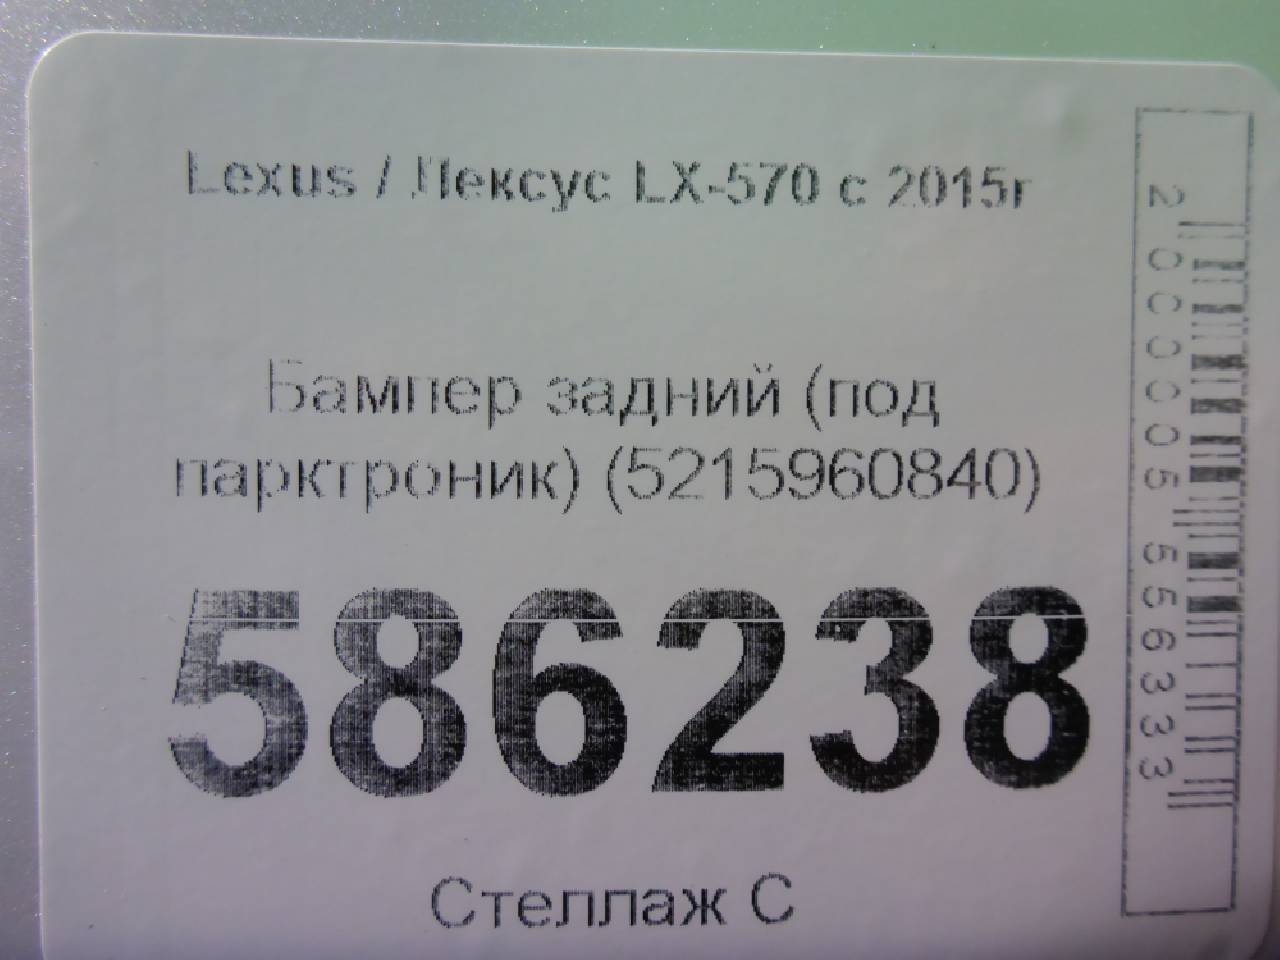 Lexus / Лексус LX-570 с 2015г
Бампер задний (под
парктроник) (5215960840)
586238
Стеллаж С
2000005556333